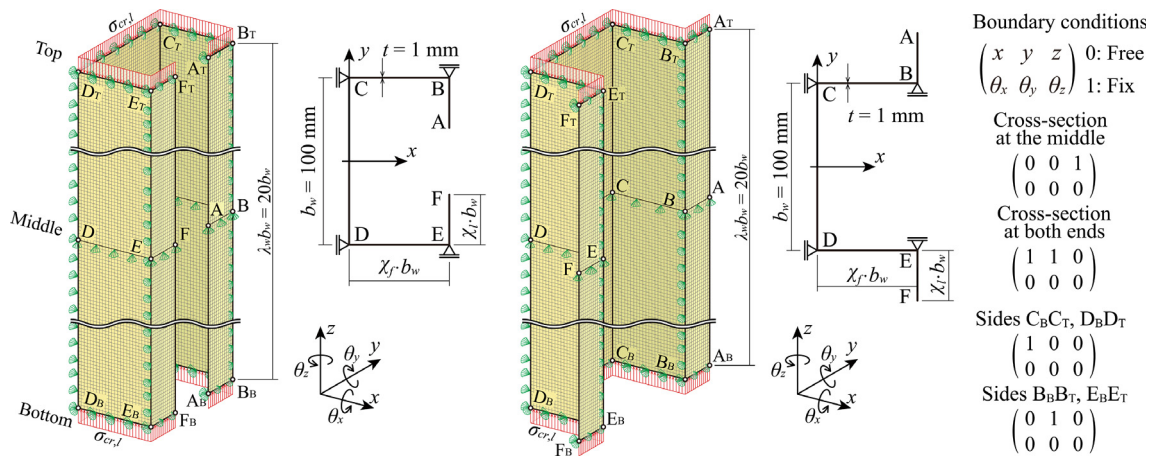 σcr,l
Top
CT
BT
AT
DT
ET
FT
Middle
A
B
D
E
F
λwbw = 20bw
Bottom
DB
EB
FB
AB
BB
σcr,l
y
t = 1 mm
C
B
A
x
bw = 100 mm
F
D
E
χl·bw
χf·bw
z
θz
θy
y
θx
x
σcr,l
CT
AT
BT
DT
ET
FT
C
B
A
D
E
F
λwbw = 20bw
CB
BB
AB
DB
EB
FB
σcr,l
y
A
B
C
t = 1 mm
x
bw = 100 mm
D
E
χf·bw
F
χl·bw
z
θz
θy
y
θx
x
Boundary conditions
x y z 0: Free
θx θy θz 1: Fix
Cross-section
at the middle
0 0 1
0 0 0
Cross-section
at both ends
1 1 0
0 0 0
Sides CBCT, DBDT
1 0 0
0 0 0
Sides BBBT, EBET
0 1 0
0 0 0